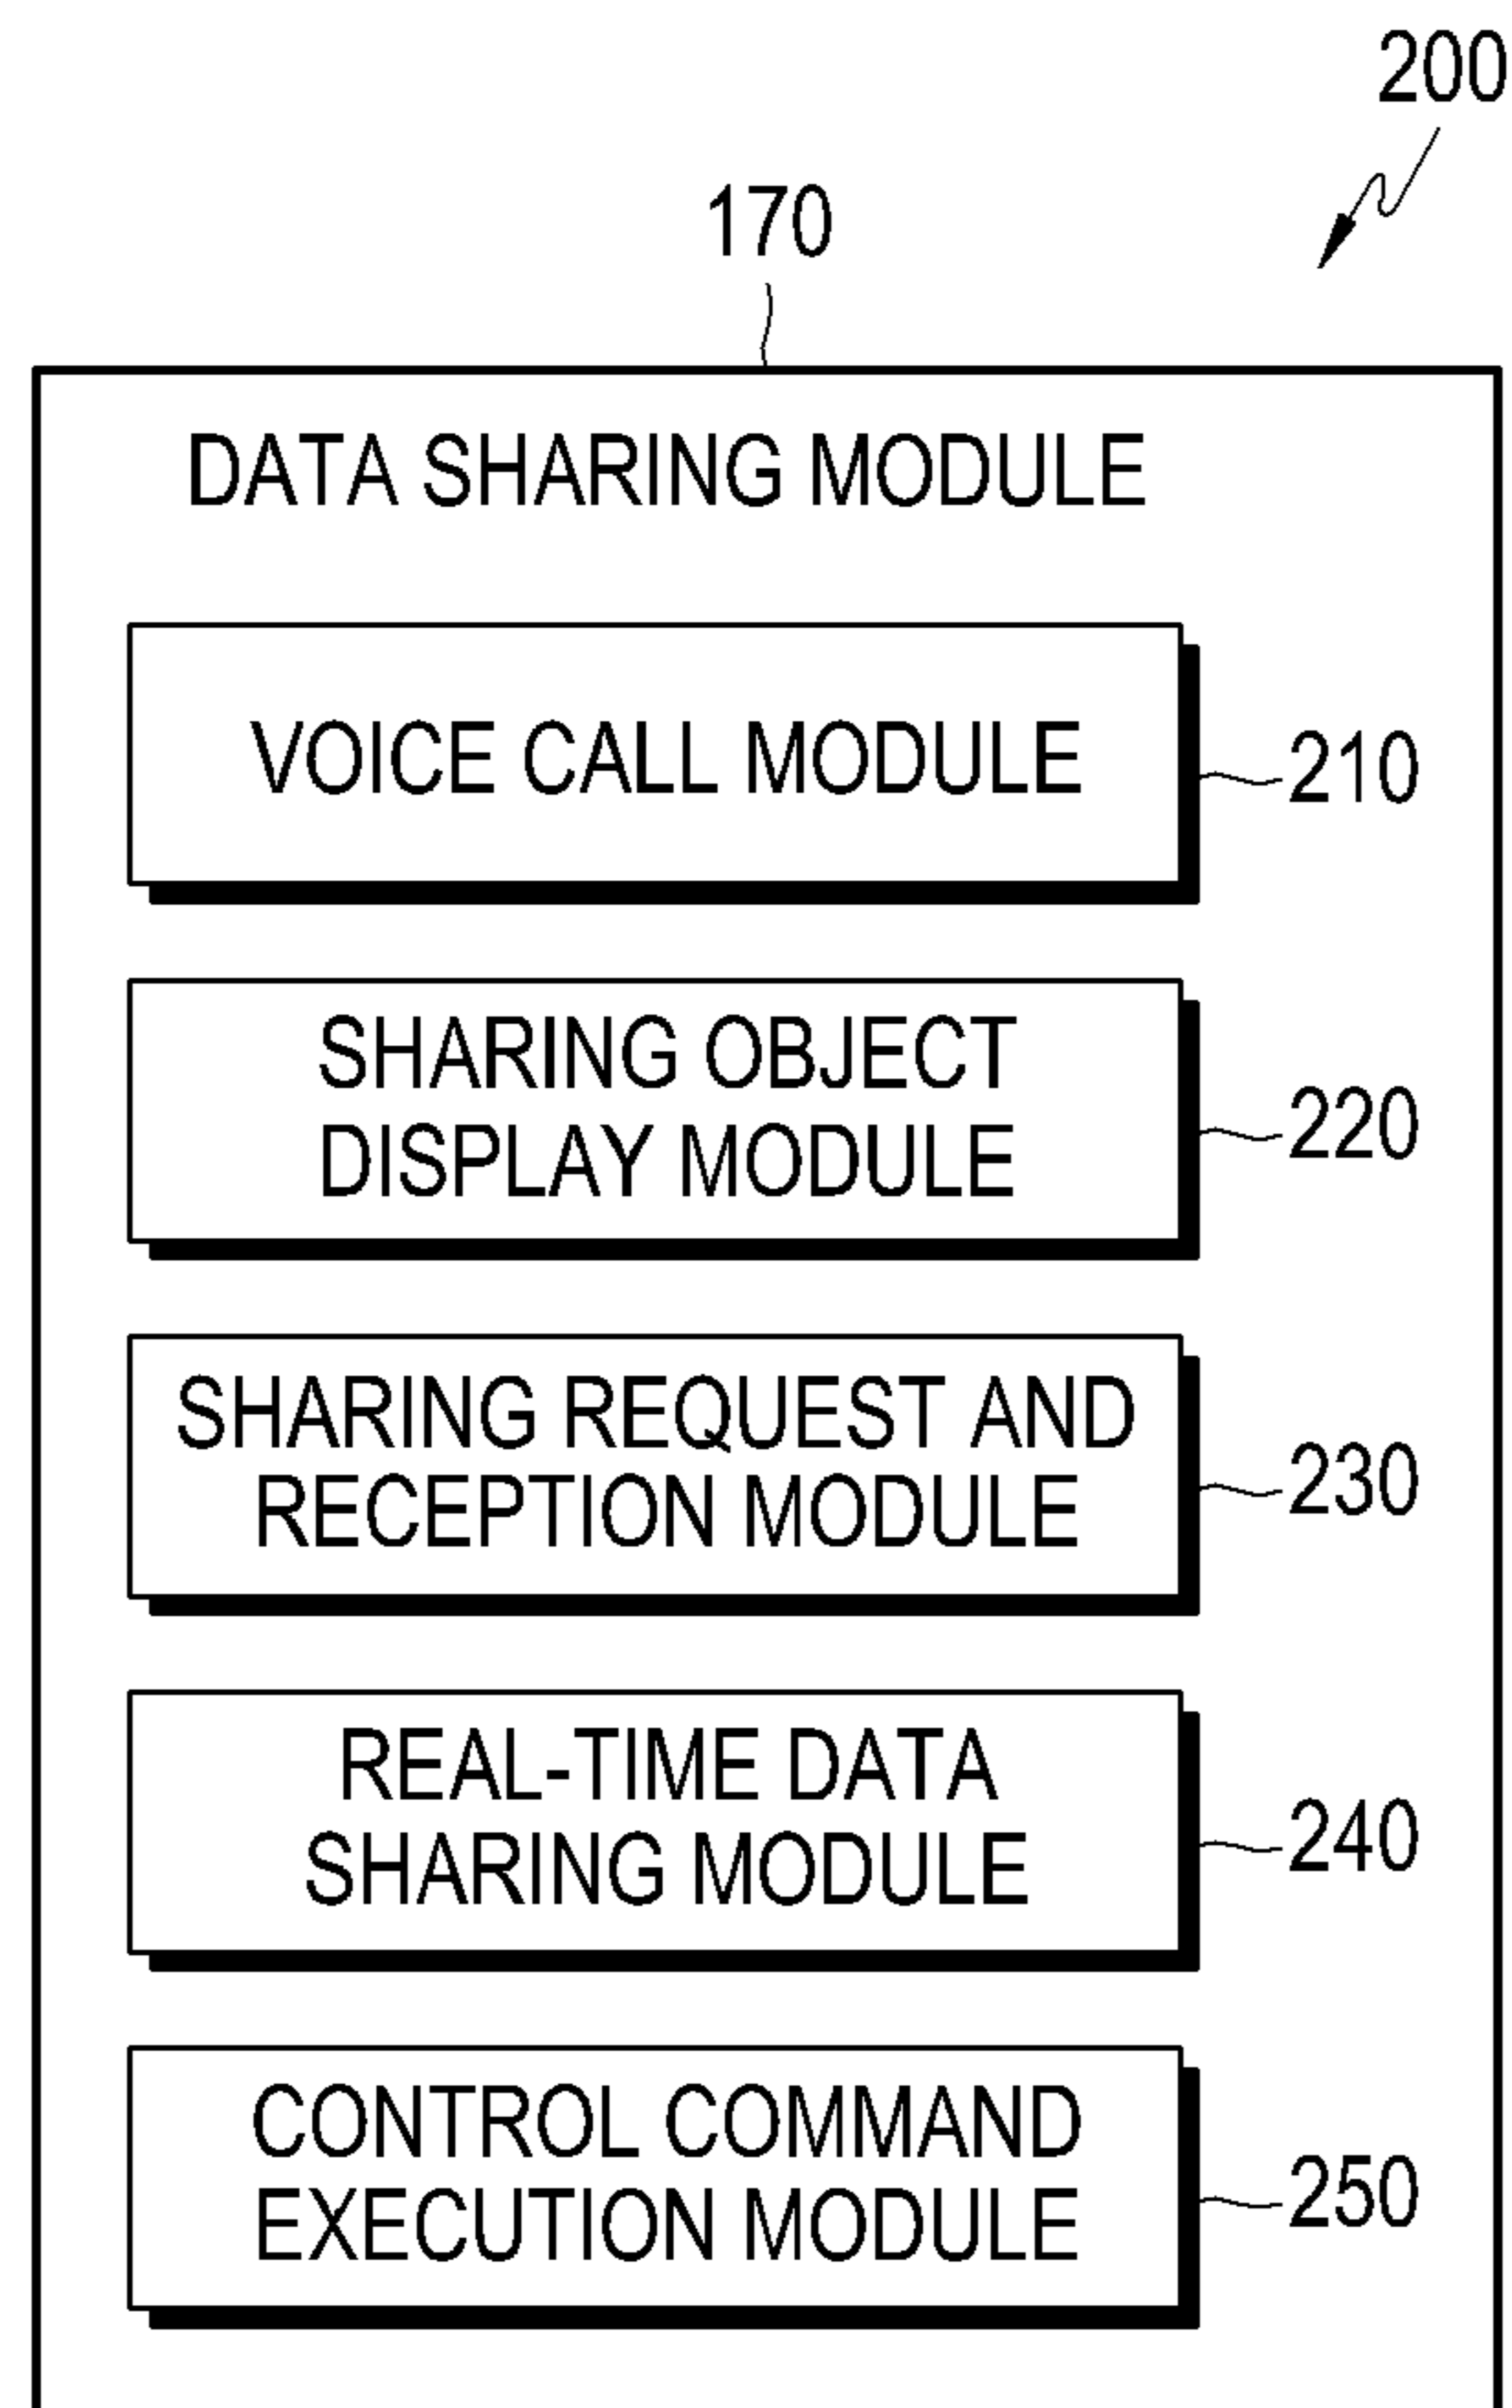 200
170
DATA SHARING MODULE
VOICE CALL MODULE
210
SHARING OBJECT
DISPLAY MODULE
220
SHARING REQUEST AND
RECEPTION MODULE
230
REAL-TIME DATA
SHARING MODULE
240
CONTROL COMMAND
EXECUTION MODULE
250